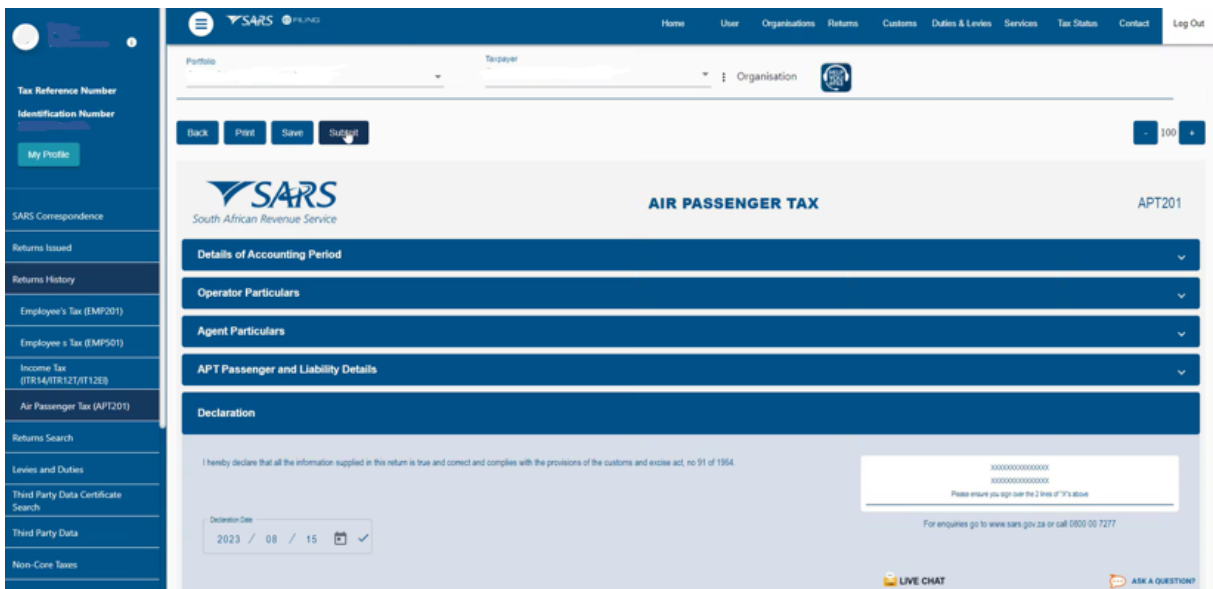 SARS eFILING
Home User Organisations Returns Customs Duties & Levies Services Tax Status Contact Log Out
Portfolio
Taxpayer
Organisation
Tax Reference Number
Identification Number
My Profile
Back Print Save Submit
- 100 +
SARS
South African Revenue Service
AIR PASSENGER TAX
APT201
SARS Correspondence
Returns Issued
Returns History
Employee's Tax (EMP201)
Employee s Tax (EMP501)
Income Tax
(ITR14/ITR12T/IT12EI)
Air Passenger Tax (APT201)
Returns Search
Levies and Duties
Third Party Data Certificate
Search
Third Party Data
Non-Core Taxes
Details of Accounting Period
Operator Particulars
Agent Particulars
APT Passenger and Liability Details
Declaration
I hereby declare that all the information supplied in this return is true and correct and complies with the provisions of the customs and excise act, no 91 of 1964.
XXXXXXXXXXXXXX
XXXXXXXXXXXXXX
Please ensure you sign over the 2 lines of "X"s above
For enquiries go to www.sars.gov.za or call 0800 00 7277
Declaration Date
2023 / 08 / 15
LIVE CHAT
ASK A QUESTION?